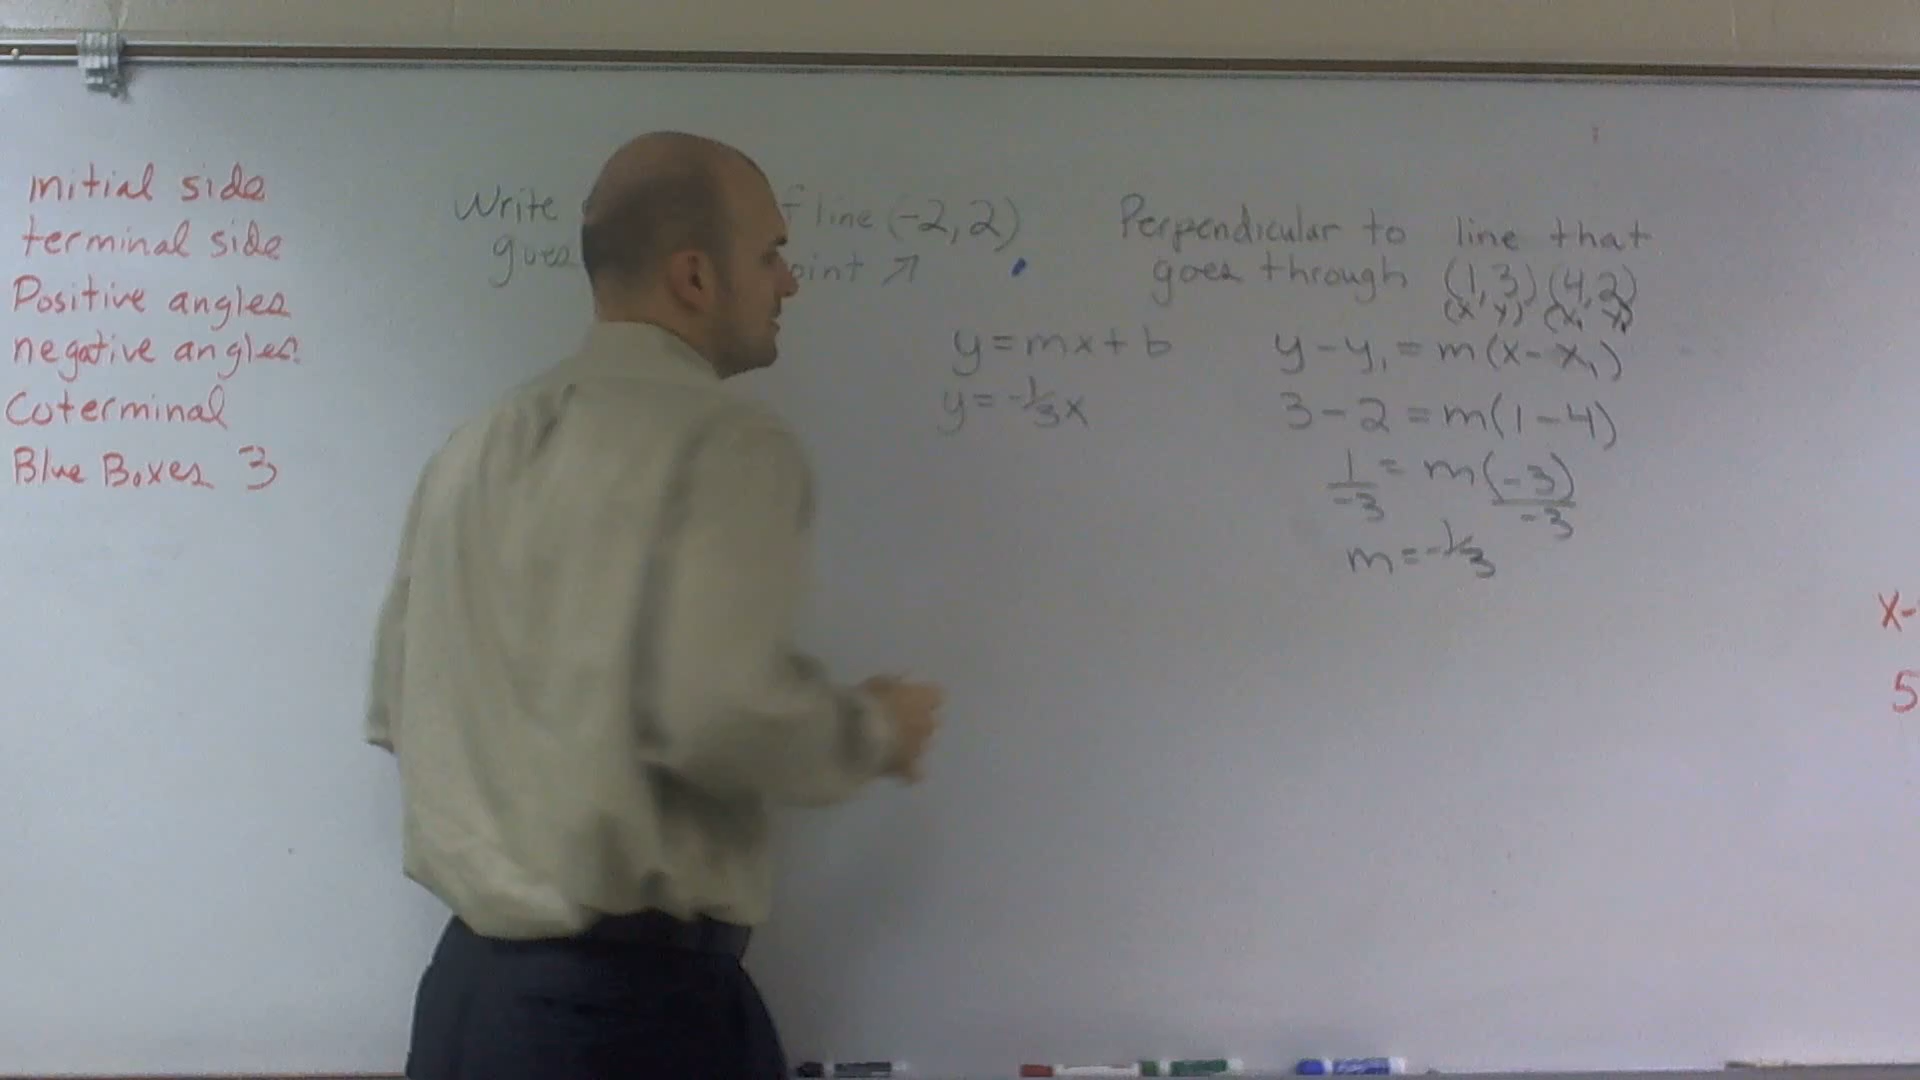 initial side
terminal side
Positive angles
negative angles
Coterminal
Blue Boxes 3
Write f line (-2,2)
goes oint ↗
y=mx+b
y=-1/3x
Perpendicular to line that
goes through (1,3)(4,2)
(x, y) (x₁ y₁)
y-y₁=m(x-x₁)
3-2=m(1-4)
1/-3 = m(-3)/-3
m=-1/3
x-
5